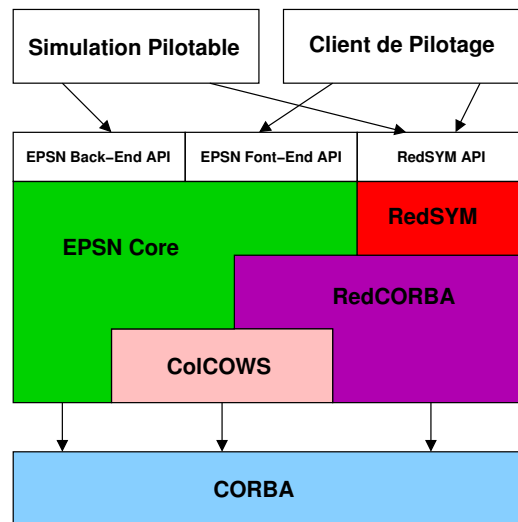 Simulation Pilotable
Client de Pilotage
EPSN Back−End API
EPSN Font−End API
RedSYM API
RedSYM
EPSN Core
RedCORBA
ColCOWS
CORBA